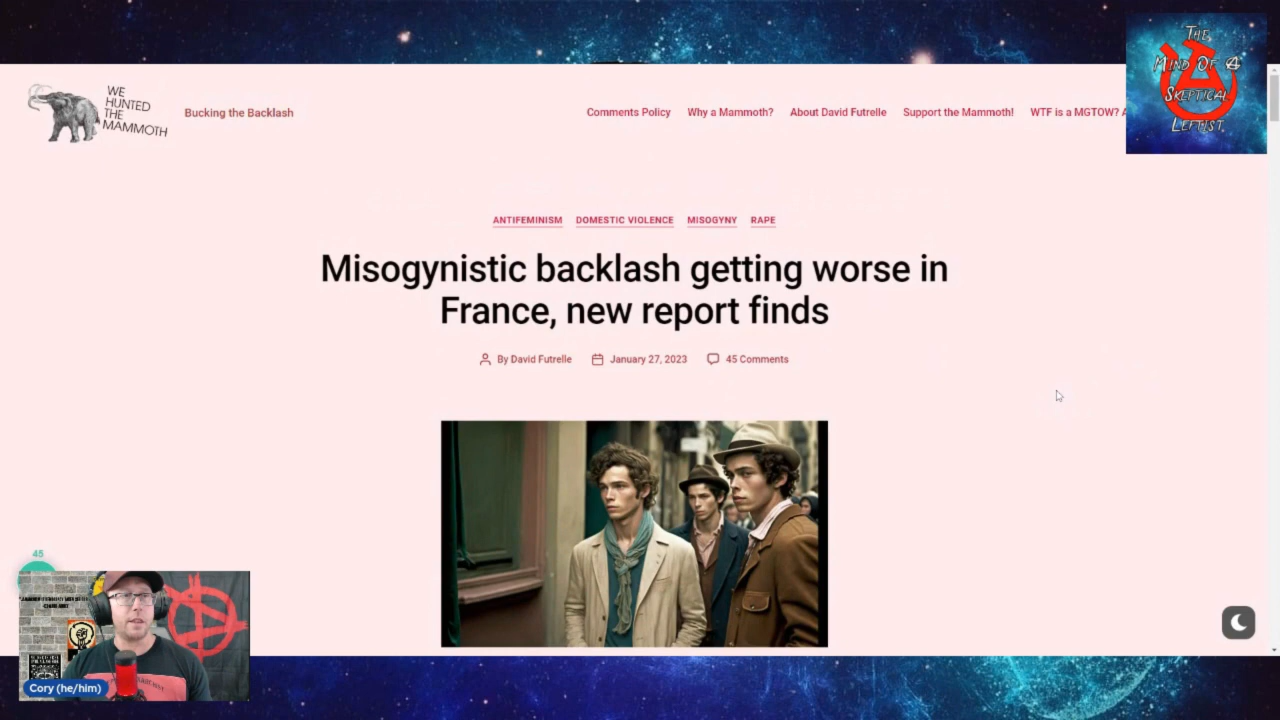 THE
MIND OF A
SKEPTICAL
LEFTIST
WE
HUNTED
THE
MAMMOTH
Bucking the Backlash
Comments Policy
Why a Mammoth?
About David Futrelle
Support the Mammoth!
WTF is a MGTOW? A
ANTIFEMINISM
DOMESTIC VIOLENCE
MISOGYNY
RAPE
Misogynistic backlash getting worse in
France, new report finds
By David Futrelle
January 27, 2023
45 Comments
45
Cory (he/him)